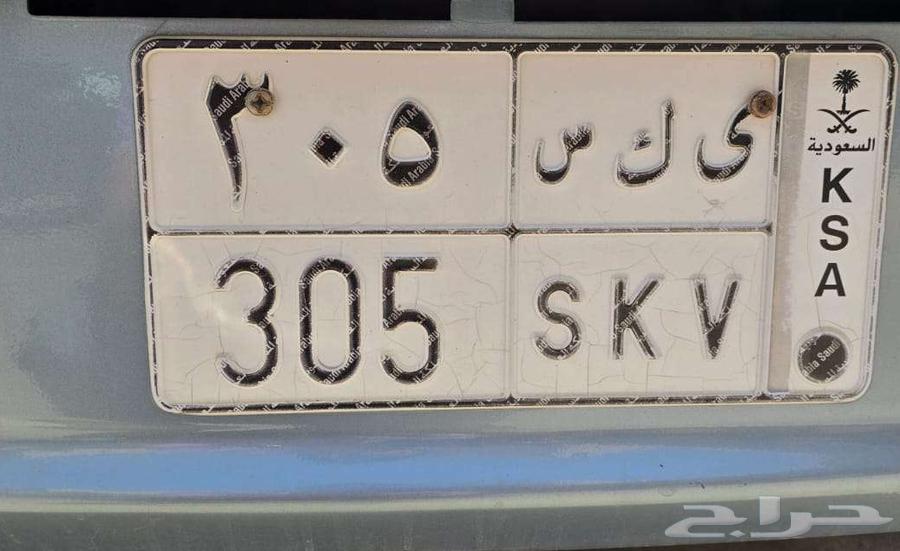 ٣٠٥ ى ك س
305 SKV
السعودية
K
S
A
حراج